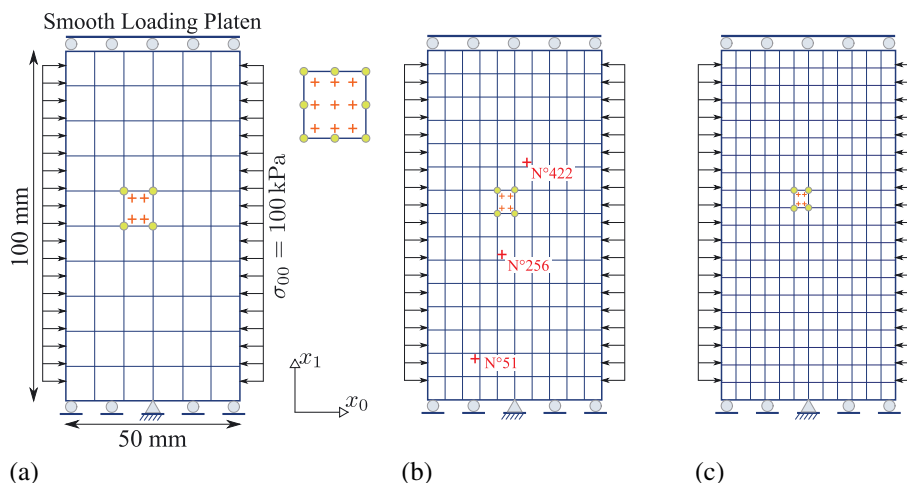 Smooth Loading Platen
100 mm
σ₀₀ = 100 kPa
x₁
x₀
50 mm
N°422
N°256
N°51
(a)
(b)
(c)